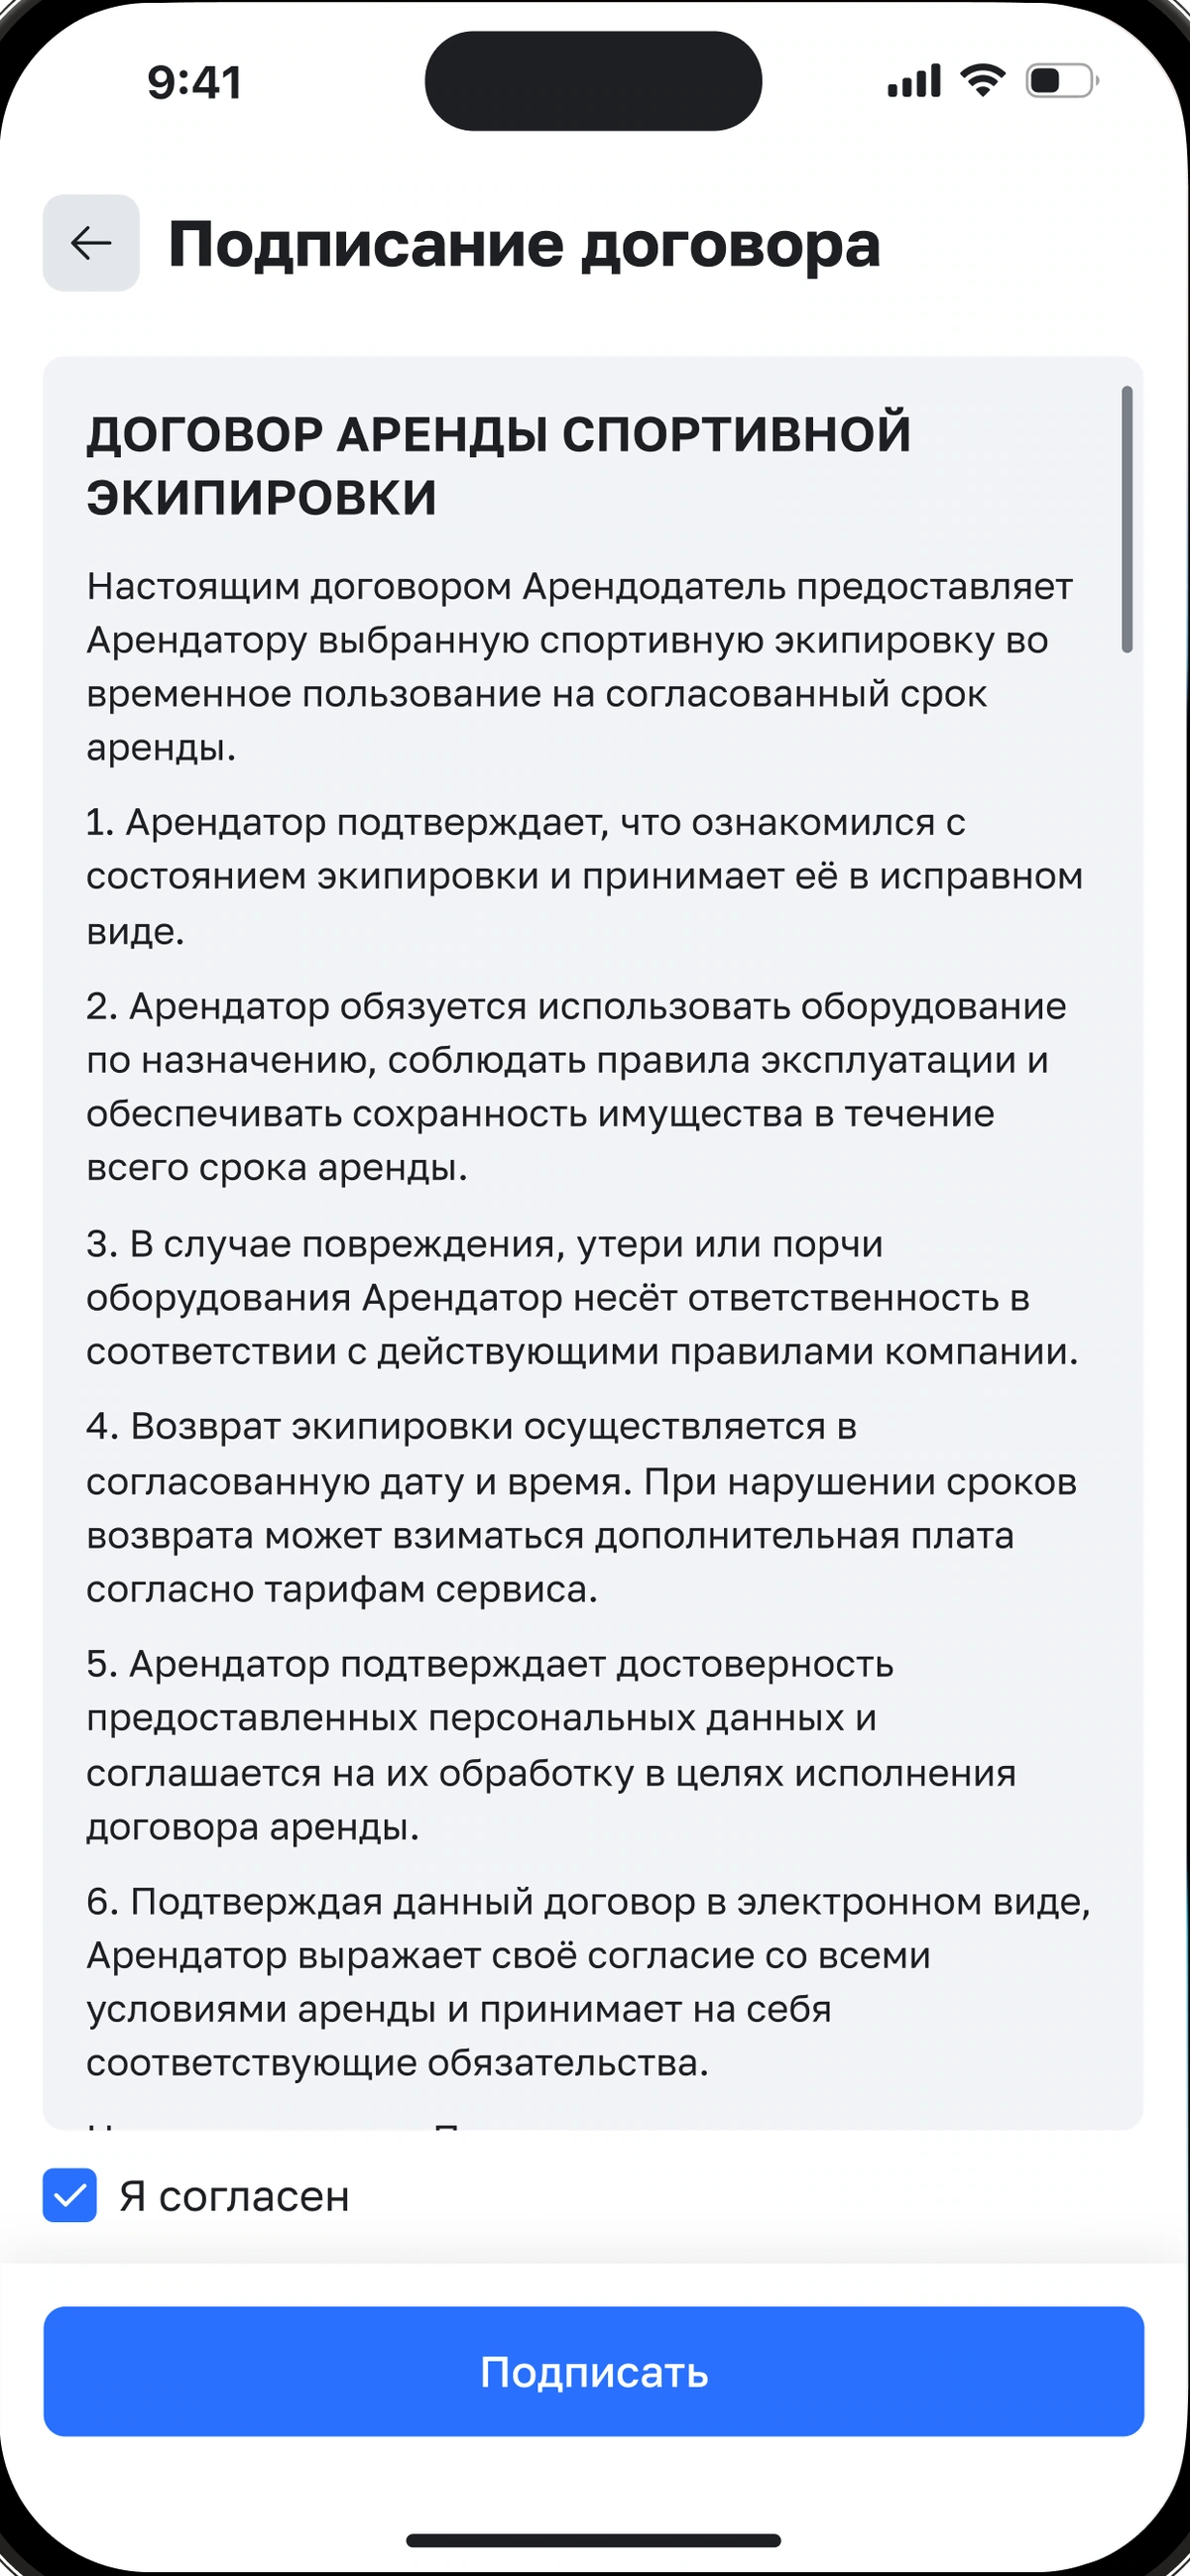 9:41
Подписание договора
ДОГОВОР АРЕНДЫ СПОРТИВНОЙ
ЭКИПИРОВКИ
Настоящим договором Арендодатель предоставляет
Арендатору выбранную спортивную экипировку во
временное пользование на согласованный срок
аренды.
1. Арендатор подтверждает, что ознакомился с
состоянием экипировки и принимает её в исправном
виде.
2. Арендатор обязуется использовать оборудование
по назначению, соблюдать правила эксплуатации и
обеспечивать сохранность имущества в течение
всего срока аренды.
3. В случае повреждения, утери или порчи
оборудования Арендатор несёт ответственность в
соответствии с действующими правилами компании.
4. Возврат экипировки осуществляется в
согласованную дату и время. При нарушении сроков
возврата может взиматься дополнительная плата
согласно тарифам сервиса.
5. Арендатор подтверждает достоверность
предоставленных персональных данных и
соглашается на их обработку в целях исполнения
договора аренды.
6. Подтверждая данный договор в электронном виде,
Арендатор выражает своё согласие со всеми
условиями аренды и принимает на себя
соответствующие обязательства.
Я согласен
Подписать